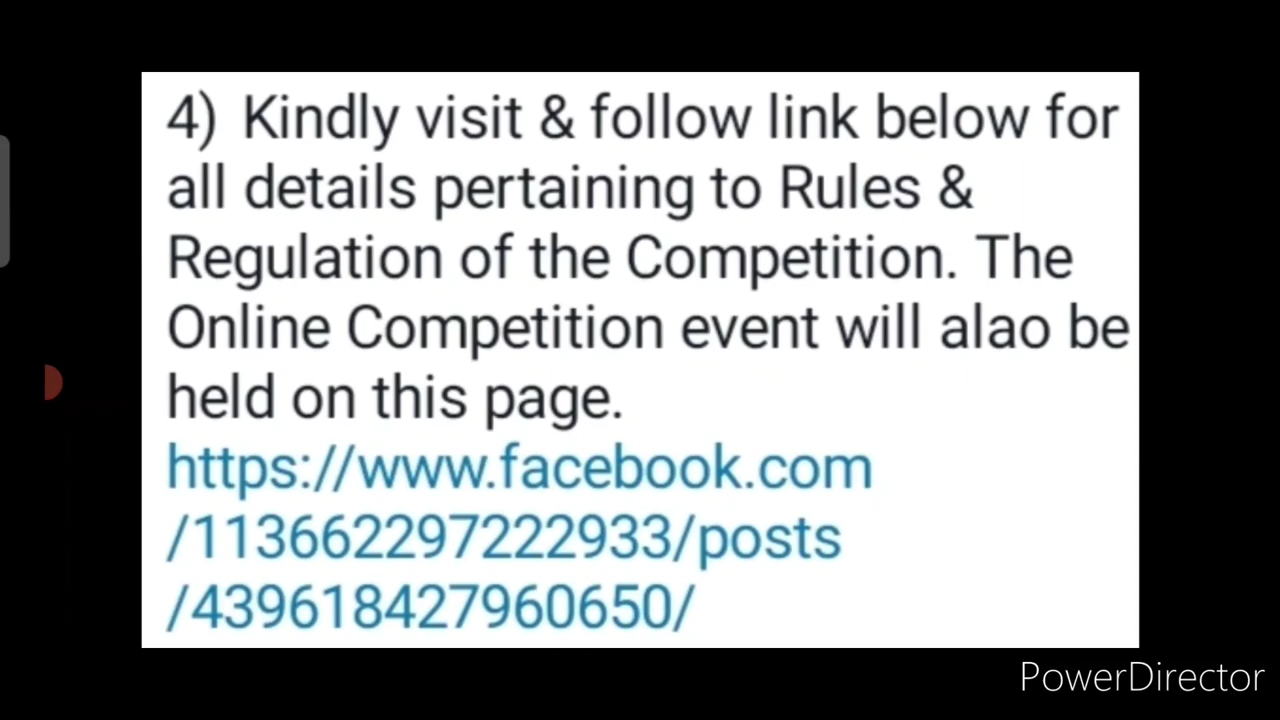 4) Kindly visit & follow link below for
all details pertaining to Rules &
Regulation of the Competition. The
Online Competition event will alao be
held on this page.
https://www.facebook.com
/113662297222933/posts
/439618427960650/
PowerDirector